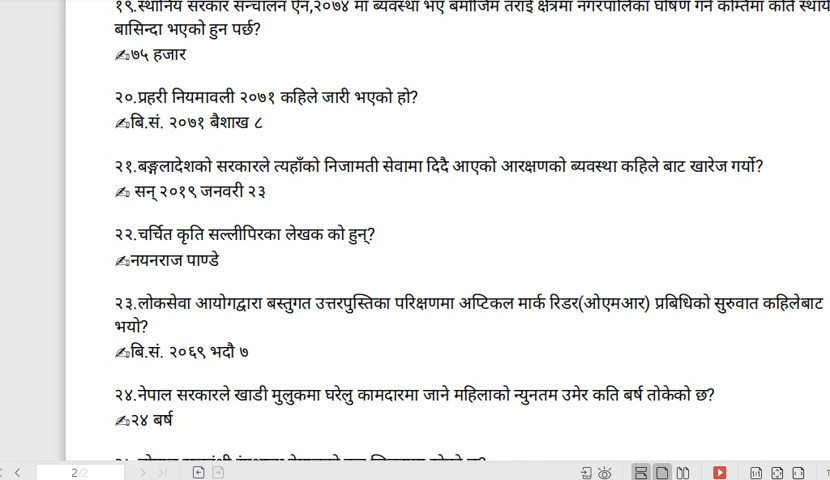 १९.स्थानिय सरकार सन्चालन ऐन,२०७४ मा ब्यवस्था भए बमोजिम तराई क्षेत्रमा नगरपालिका घोषणा गर्न कम्तिमा कति स्थायी
बासिन्दा भएको हुन पर्छ?
✍७५ हजार
२०.प्रहरी नियमावली २०७१ कहिले जारी भएको हो?
✍बि.सं. २०७१ बैशाख ८
२१.बङ्गलादेशको सरकारले त्यहाँको निजामती सेवामा दिदै आएको आरक्षणको ब्यवस्था कहिले बाट खारेज गर्यो?
✍ सन् २०१९ जनवरी २३
२२.चर्चित कृति सल्लीपिरका लेखक को हुन्?
✍नयनराज पाण्डे
२३.लोकसेवा आयोगद्वारा बस्तुगत उत्तरपुस्तिका परिक्षणमा अप्टिकल मार्क रिडर(ओएमआर) प्रबिधिको सुरुवात कहिलेबाट
भयो?
✍बि.सं. २०६९ भदौ ७
२४.नेपाल सरकारले खाडी मुलुकमा घरेलु कामदारमा जाने महिलाको न्युनतम उमेर कति बर्ष तोकेको छ?
✍२४ बर्ष
2/2